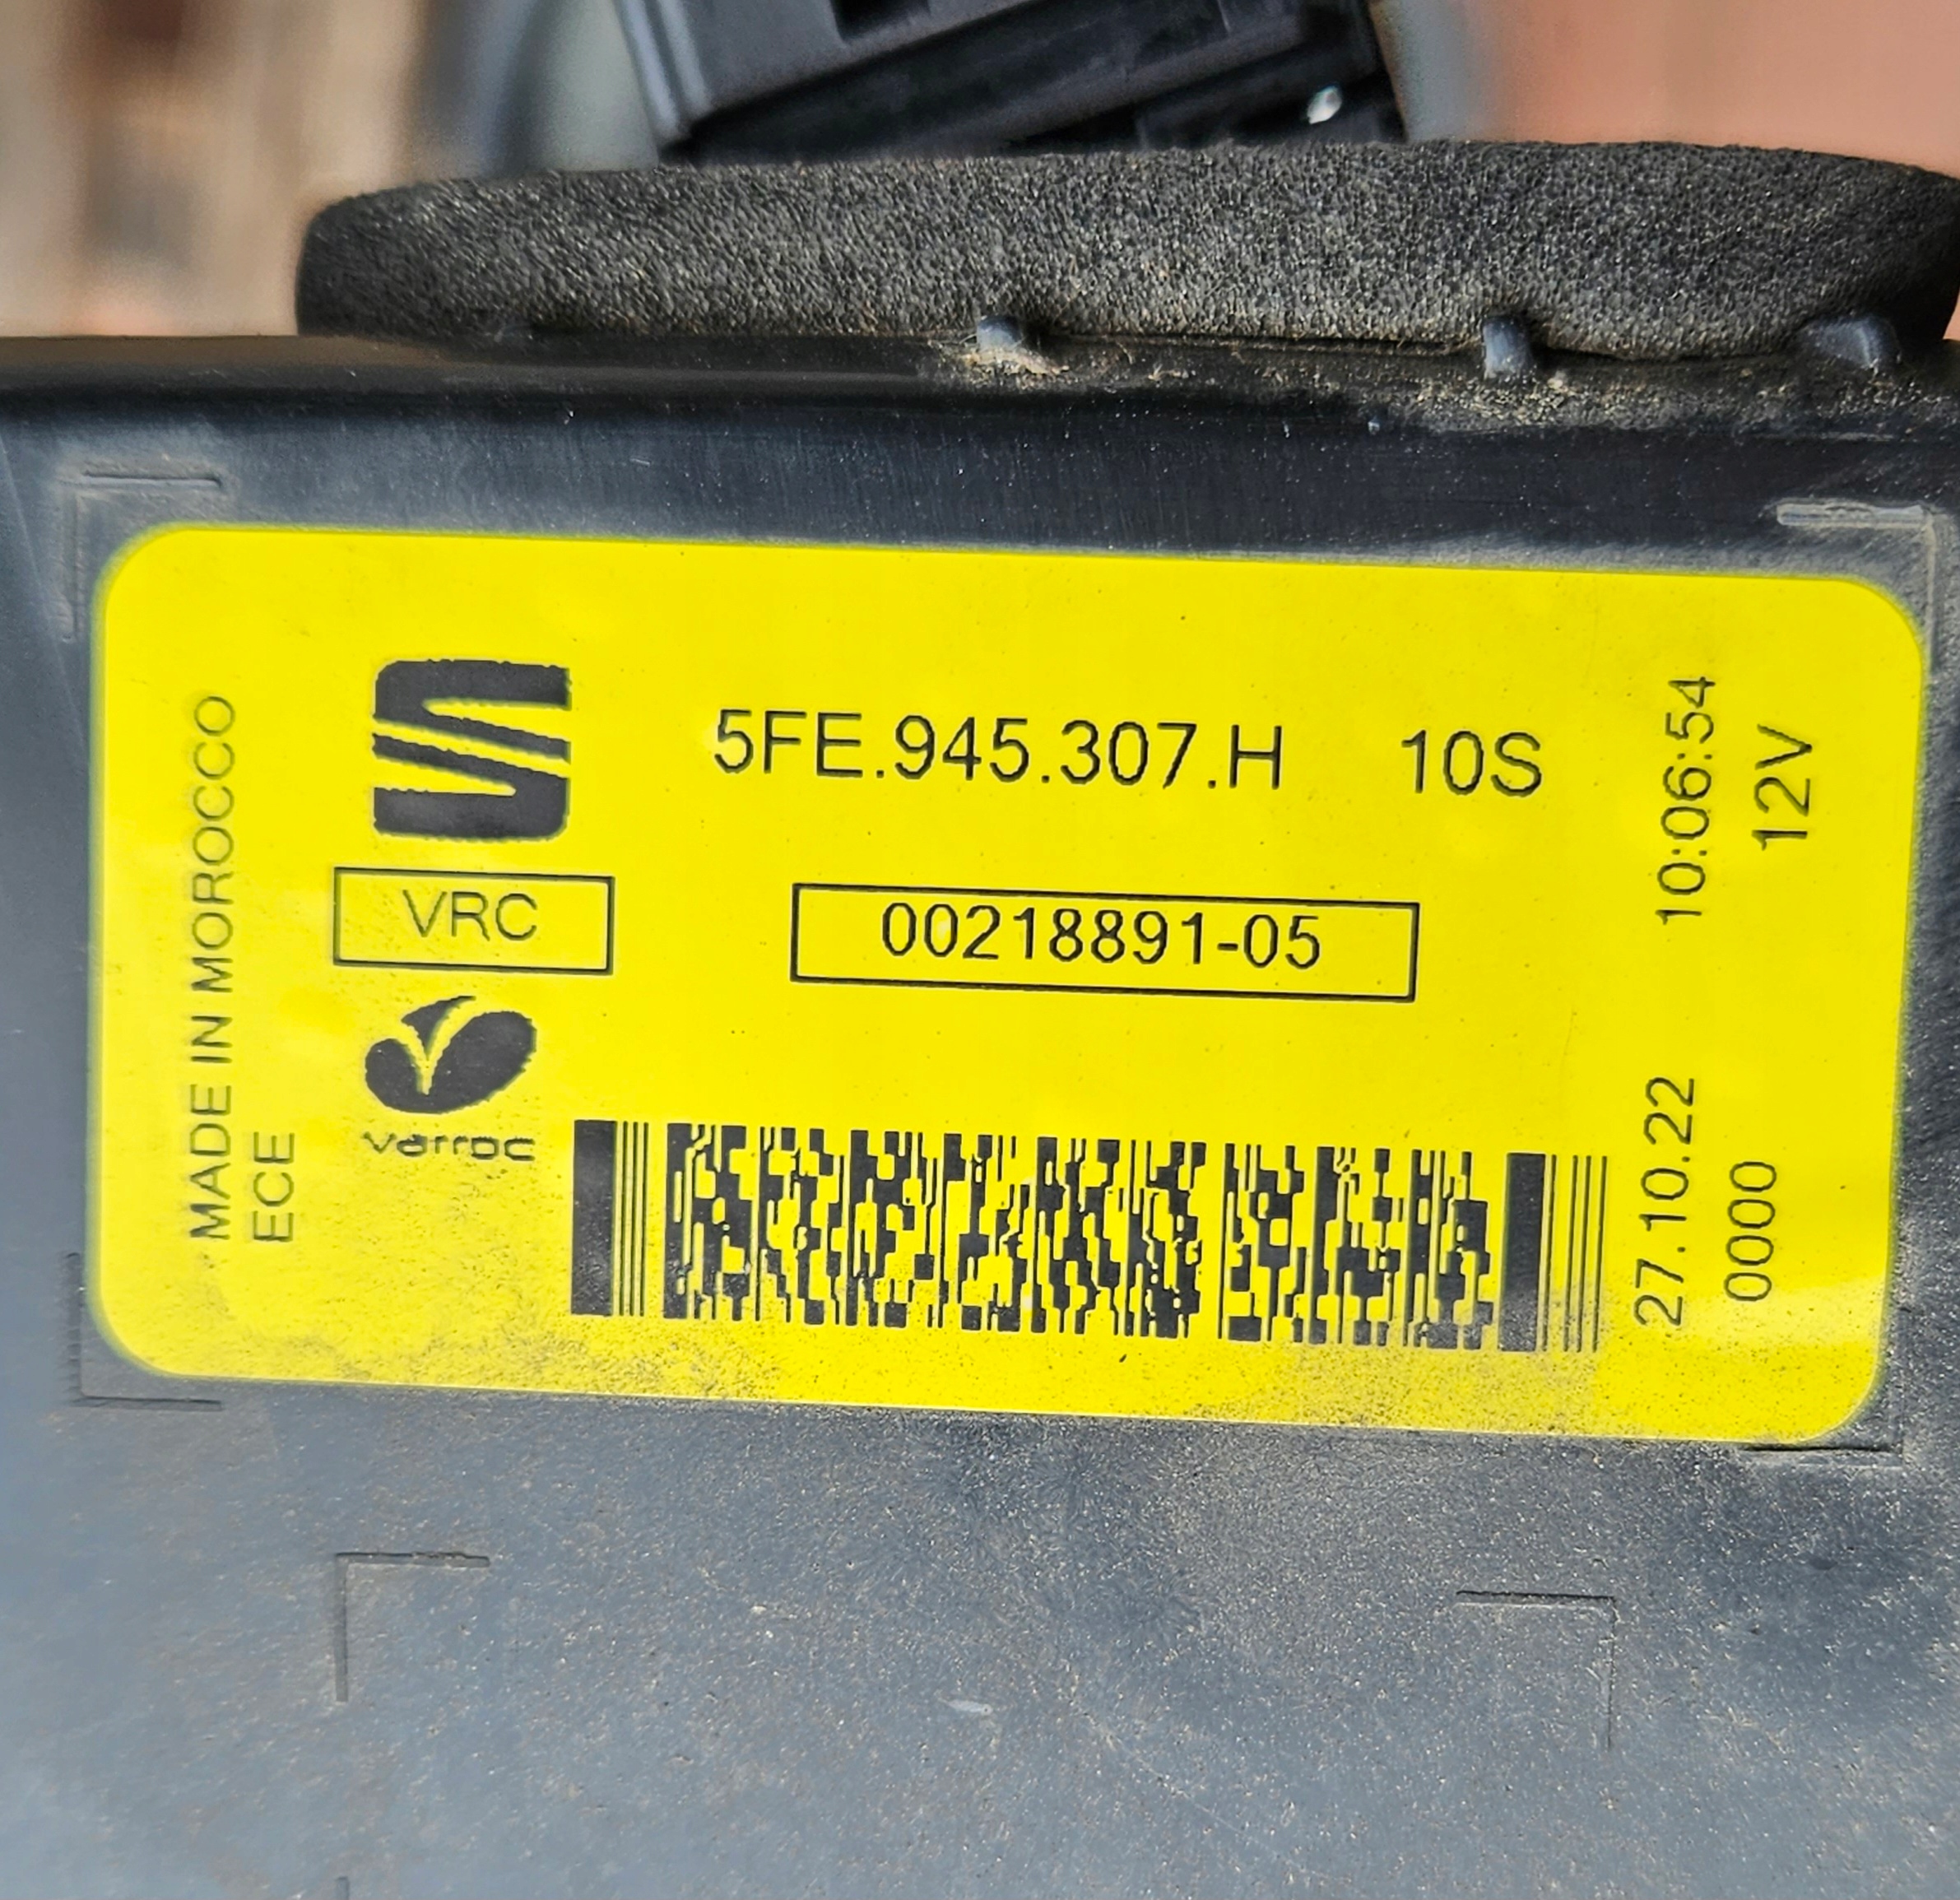 5FE.945.307.H 10S
VRC
00218891-05
varroc
MADE IN MOROCCO
ECE
27.10.22 10:06:54
0000 12V